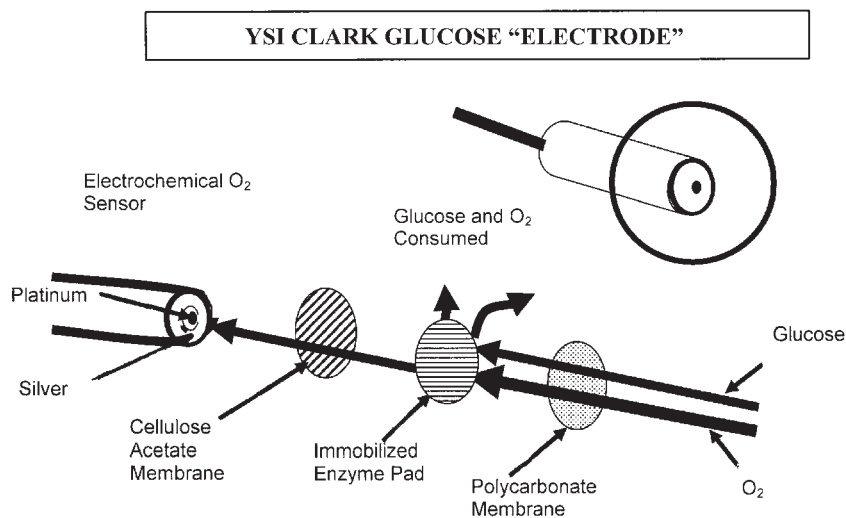 YSI CLARK GLUCOSE “ELECTRODE”
Electrochemical O₂
Sensor
Glucose and O₂
Consumed
Platinum
Glucose
Silver
Cellulose
Acetate
Membrane
Immobilized
Enzyme Pad
Polycarbonate
Membrane
O₂